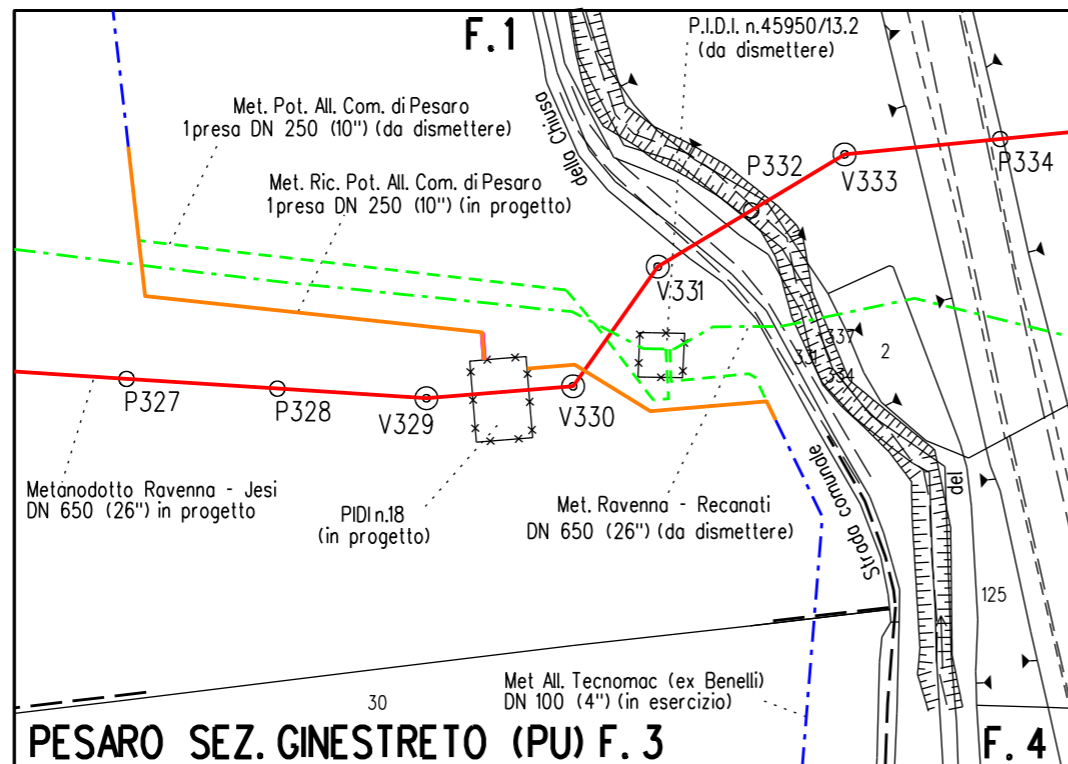 F. 1
P.I.D.I. n.45950/13.2
(da dismettere)
Met. Pot. All. Com. di Pesaro
1presa DN 250 (10") (da dismettere)
della Chiusa
P332
V333
P334
Met. Ric. Pot. All. Com. di Pesaro
1presa DN 250 (10") (in progetto)
V331
337
331
334
2
P327
P328
V329
V330
Metanodotto Ravenna - Jesi
DN 650 (26") in progetto
PIDI n.18
(in progetto)
Met. Ravenna - Recanati
DN 650 (26") (da dismettere)
Strada comunale
del
125
Met All. Tecnomac (ex Benelli)
DN 100 (4") (in esercizio)
30
PESARO SEZ. GINESTRETO (PU) F. 3
F. 4